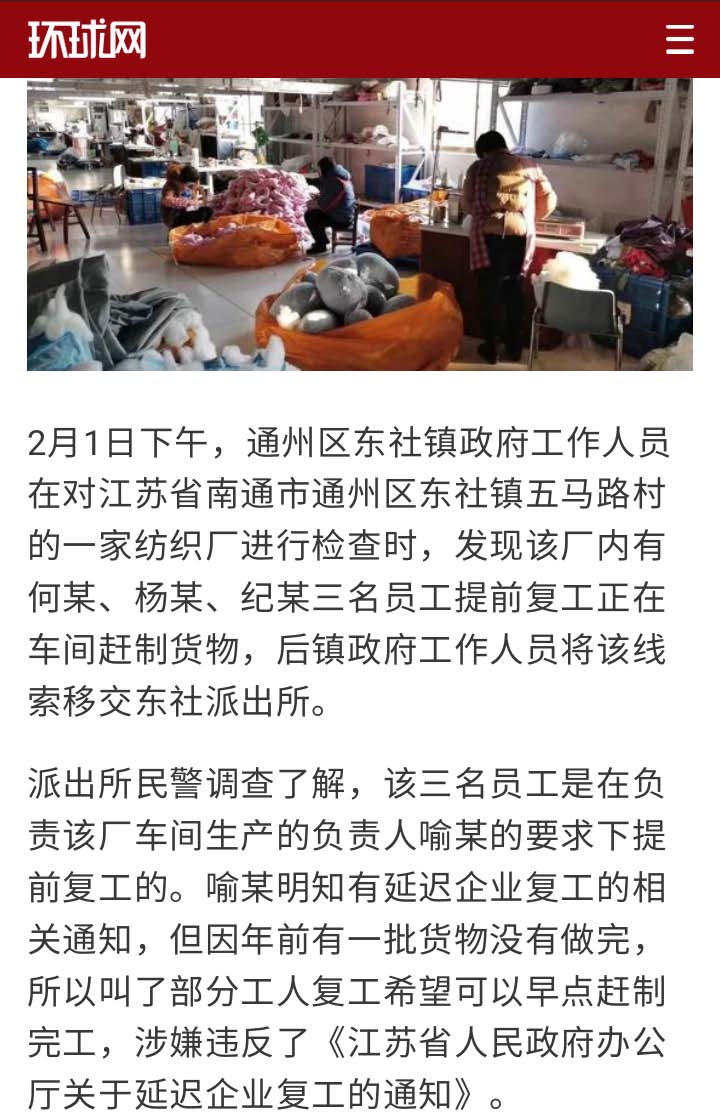 环球网
2月1日下午，通州区东社镇政府工作人员
在对江苏省南通市通州区东社镇五马路村
的一家纺织厂进行检查时，发现该厂内有
何某、杨某、纪某三名员工提前复工正在
车间赶制货物，后镇政府工作人员将该线
索移交东社派出所。
派出所民警调查了解，该三名员工是在负
责该厂车间生产的负责人喻某的要求下提
前复工的。喻某明知有延迟企业复工的相
关通知，但因年前有一批货物没有做完，
所以叫了部分工人复工希望可以早点赶制
完工，涉嫌违反了《江苏省人民政府办公
厅关于延迟企业复工的通知》。